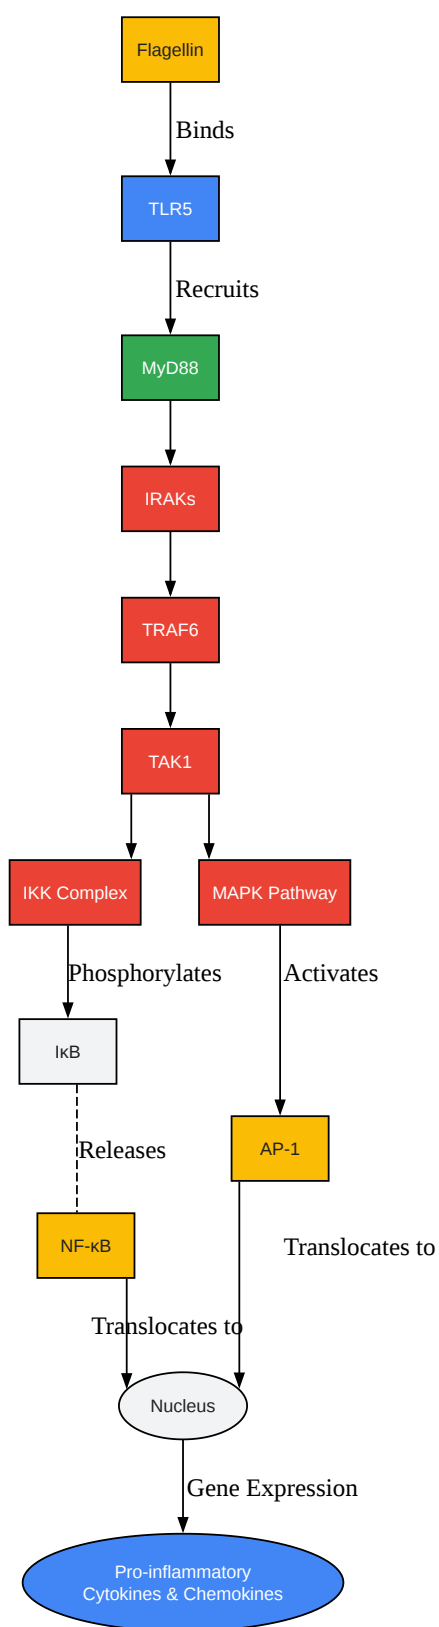 Flagellin
Binds
TLR5
Recruits
MyD88
IRAKs
TRAF6
TAK1
IKK Complex
MAPK Pathway
Phosphorylates
Activates
IκB
Releases
AP-1
NF-κB
Translocates to
Translocates to
Nucleus
Gene Expression
Pro-inflammatory
Cytokines & Chemokines